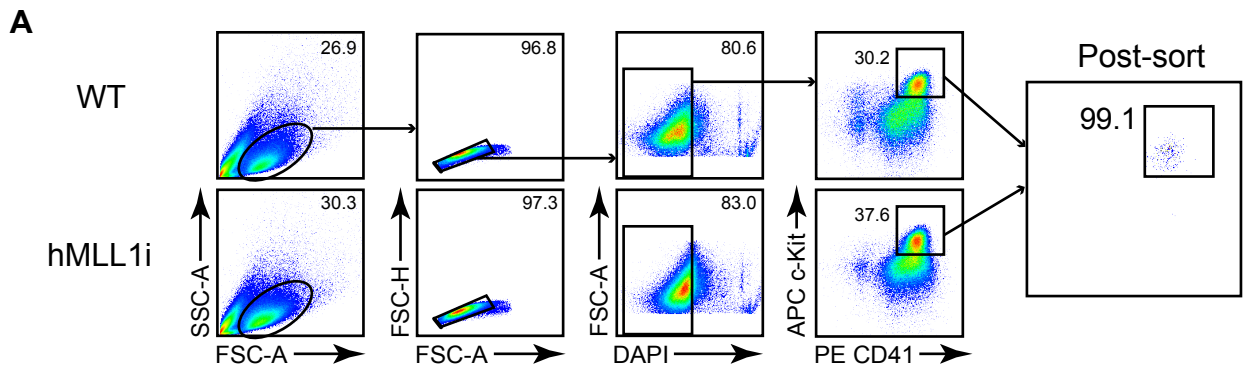 A
WT
26.9
96.8
80.6
30.2
Post-sort
99.1
hMLL1i
30.3
97.3
83.0
37.6
SSC-A
FSC-H
FSC-A
APC c-Kit
FSC-A
FSC-A
DAPI
PE CD41